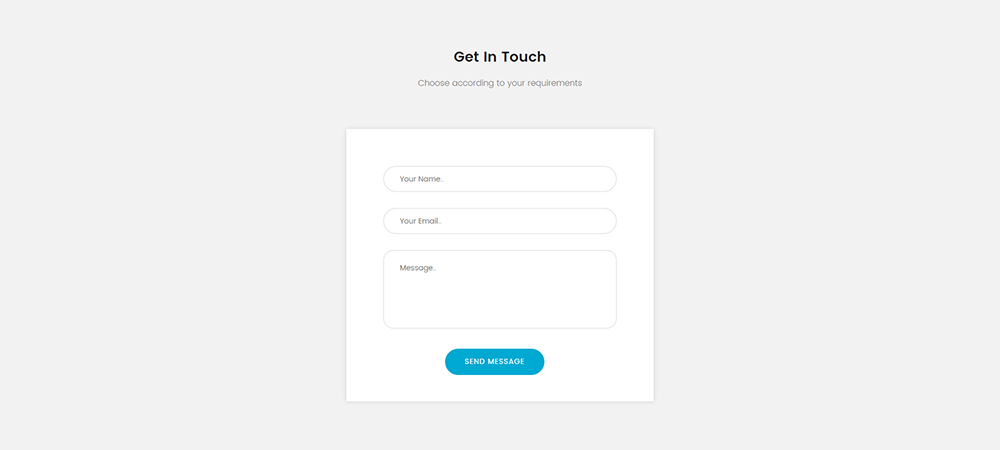 Get In Touch
Choose according to your requirements
Your Name..
Your Email..
Message..
SEND MESSAGE